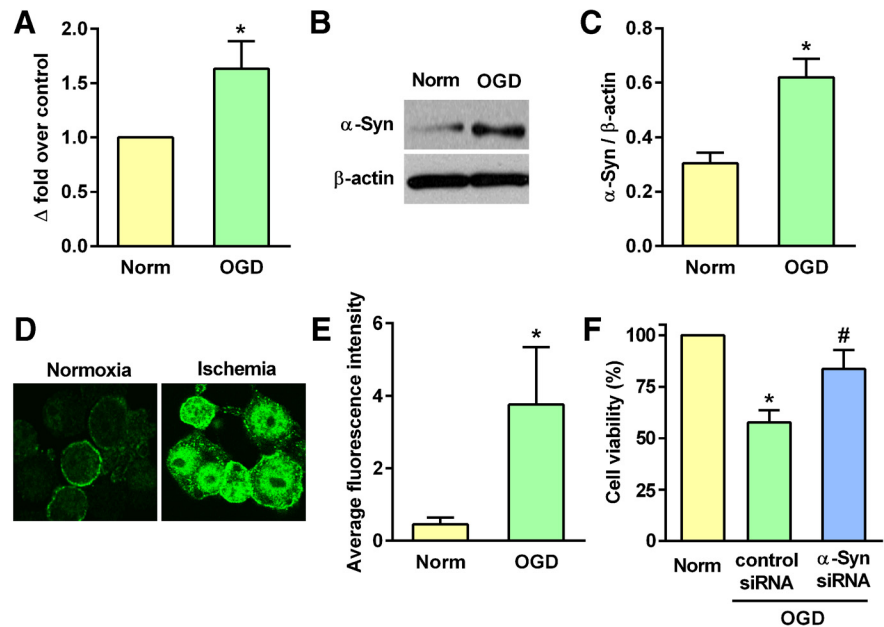 A
Δ fold over control
2.0
1.5
1.0
0.5
0.0
Norm OGD
*
B
Norm OGD
α-Syn
β-actin
C
α-Syn / β-actin
0.8
0.6
0.4
0.2
0.0
Norm OGD
*
D
Normoxia Ischemia
E
Average fluorescence intensity
6
4
2
0
Norm OGD
*
F
Cell viability (%)
100
75
50
25
0
*
#
Norm control siRNA α-Syn siRNA
OGD